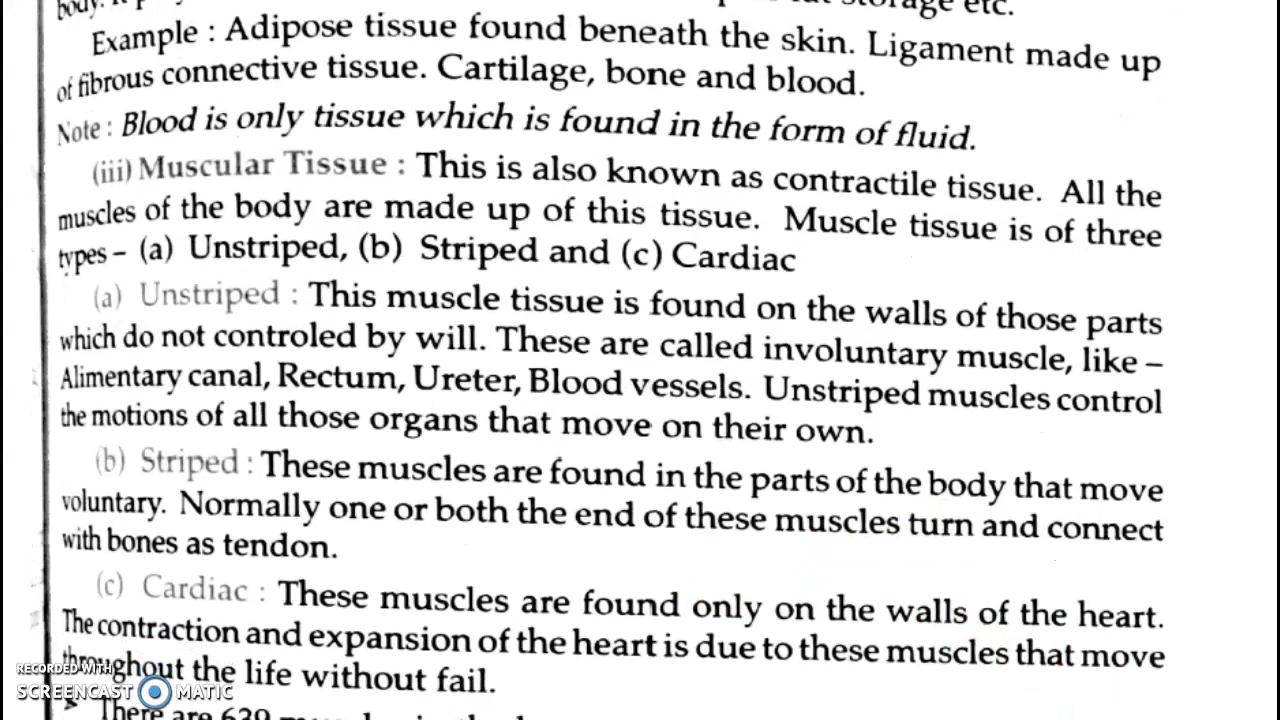 body.
storage etc.
Example : Adipose tissue found beneath the skin. Ligament made up
of fibrous connective tissue. Cartilage, bone and blood.
Note : Blood is only tissue which is found in the form of fluid.
(iii) Muscular Tissue : This is also known as contractile tissue. All the
muscles of the body are made up of this tissue. Muscle tissue is of three
types – (a) Unstriped, (b) Striped and (c) Cardiac
(a) Unstriped : This muscle tissue is found on the walls of those parts
which do not controled by will. These are called involuntary muscle, like –
Alimentary canal, Rectum, Ureter, Blood vessels. Unstriped muscles control
the motions of all those organs that move on their own.
(b) Striped : These muscles are found in the parts of the body that move
voluntary. Normally one or both the end of these muscles turn and connect
with bones as tendon.
(c) Cardiac : These muscles are found only on the walls of the heart.
The contraction and expansion of the heart is due to these muscles that move
throughout the life without fail.
RECORDED WITH
SCREENCAST MATIC
➤ There are 639